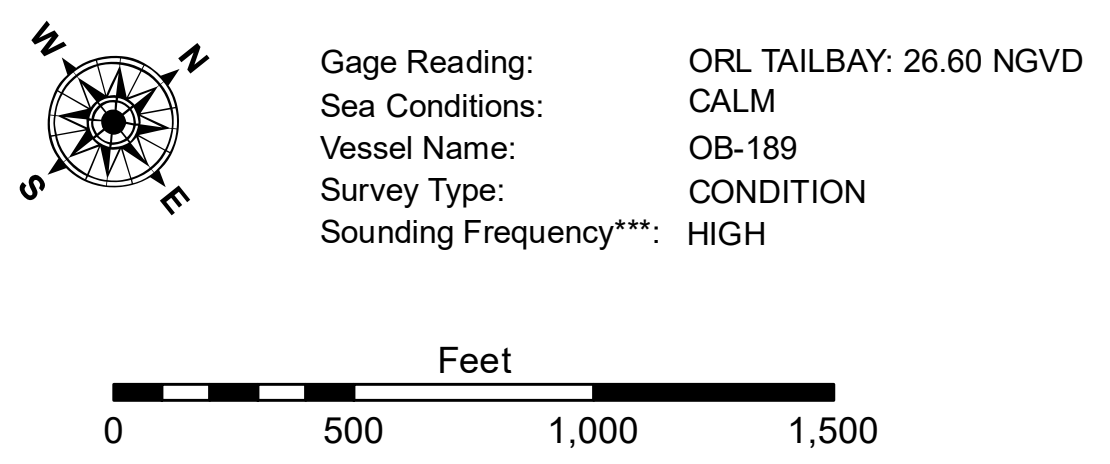 W
N
S
E
Gage Reading: ORL TAILBAY: 26.60 NGVD
Sea Conditions: CALM
Vessel Name: OB-189
Survey Type: CONDITION
Sounding Frequency***: HIGH
Feet
0 500 1,000 1,500